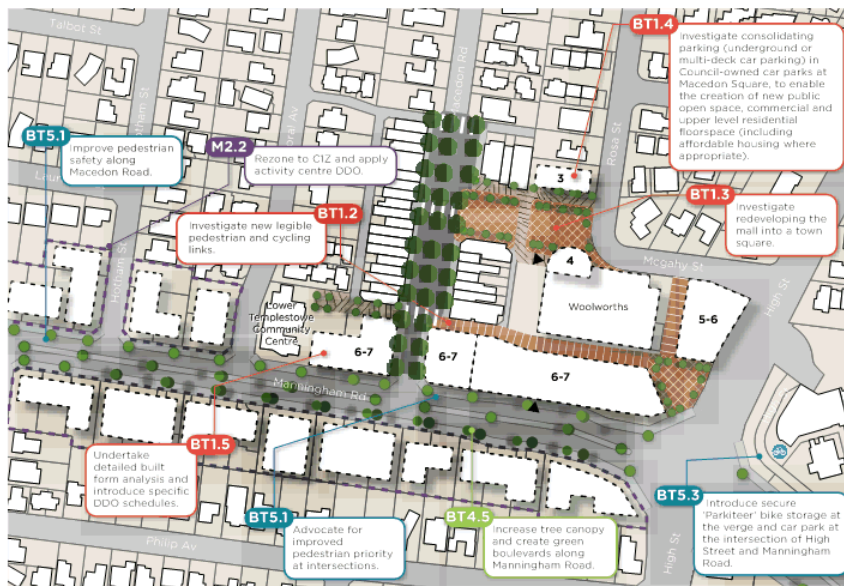 Talbot St
Hotham St
Macedon Rd
Rosa St
BT1.4
Investigate consolidating
parking (underground or
multi-deck car parking) in
Council-owned car parks at
Macedon Square, to enable
the creation of new public
open space, commercial and
upper level residential
floorspace (including
affordable housing where
appropriate).
BT5.1
Improve pedestrian
safety along
Macedon Road.
M2.2
Rezone to C1Z and apply
activity centre DDO.
3
BT1.2
Investigate new legible
pedestrian and cycling
links.
BT1.3
Investigate
redeveloping the
mall into a town
square.
4
McGahy St
High St
Hotham St
Woolworths
5-6
Lower
Templestowe
Community
Centre
6-7
6-7
6-7
Manningham Rd
BT1.5
Undertake
detailed built
form analysis and
introduce specific
DDO schedules.
BT5.1
Advocate for
improved
pedestrian priority
at intersections.
BT4.5
Increase tree canopy
and create green
boulevards along
Manningham Road.
BT5.3
Introduce secure
'Parkiteer' bike storage
at the verge and car park at
the intersection of High
Street and Manningham
Road.
Philip Av
High St